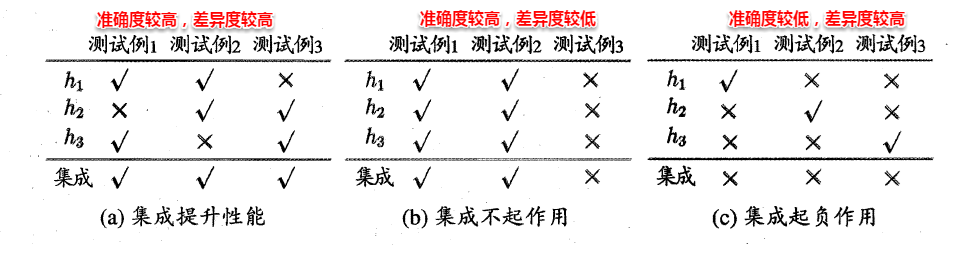 准确度较高，差异度较高
测试例1 测试例2 测试例3
h1 √ √ ×
h2 × √ √
h3 √ × √
集成 √ √ √
(a) 集成提升性能
准确度较高，差异度较低
测试例1 测试例2 测试例3
h1 √ √ ×
h2 √ √ ×
h3 √ √ ×
集成 √ √ ×
(b) 集成不起作用
准确度较低，差异度较高
测试例1 测试例2 测试例3
h1 √ × ×
h2 × √ ×
h3 × × √
集成 × × ×
(c) 集成起负作用